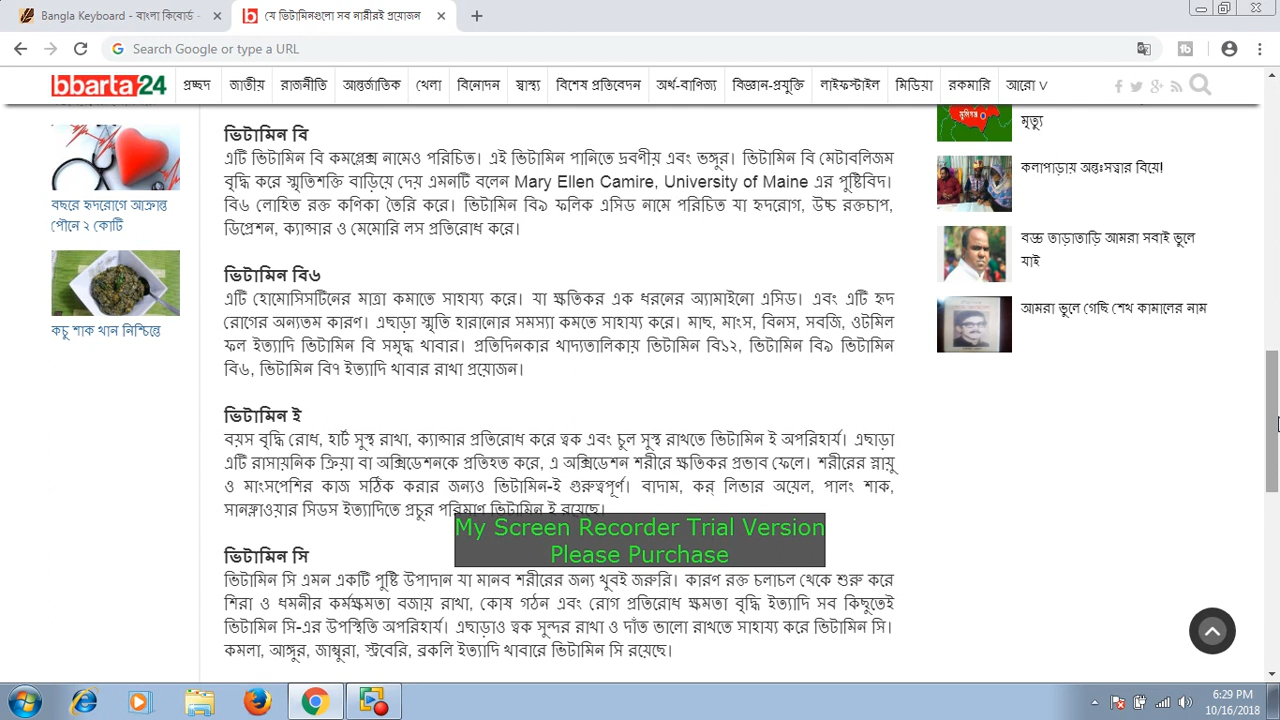 Bangla Keyboard - বাংলা কিবোর্ড -
যে ভিটামিনগুলো সব নারীরই প্রয়োজন
Search Google or type a URL
bbarta24
প্রচ্ছদ জাতীয় রাজনীতি আন্তর্জাতিক খেলা বিনোদন স্বাস্থ্য বিশেষ প্রতিবেদন অর্থ-বাণিজ্য বিজ্ঞান-প্রযুক্তি লাইফস্টাইল মিডিয়া রকমারি আরো
বছরে হৃদরোগে আক্রান্ত
পৌনে ২ কোটি
কচু শাক খান নিশ্চিন্তে
ভিটামিন বি
এটি ভিটামিন বি কমপ্লেক্স নামেও পরিচিত। এই ভিটামিন পানিতে দ্রবণীয় এবং ভঙ্গুর। ভিটামিন বি মেটাবলিজম
বৃদ্ধি করে স্মৃতিশক্তি বাড়িয়ে দেয় এমনটি বলেন Mary Ellen Camire, University of Maine এর পুষ্টিবিদ।
বি৬ লোহিত রক্ত কণিকা তৈরি করে। ভিটামিন বি৯ ফলিক এসিড নামে পরিচিত যা হৃদরোগ, উচ্চ রক্তচাপ,
ডিপ্রেশন, ক্যান্সার ও মেমোরি লস প্রতিরোধ করে।
ভিটামিন বি৬
এটি হোমোসিসটিনের মাত্রা কমাতে সাহায্য করে। যা ক্ষতিকর এক ধরনের অ্যামাইনো এসিড। এবং এটি হৃদ
রোগের অন্যতম কারণ। এছাড়া স্মৃতি হারানোর সমস্যা কমতে সাহায্য করে। মাছ, মাংস, বিনস, সবজি, ওটমিল
ফল ইত্যাদি ভিটামিন বি সমৃদ্ধ খাবার। প্রতিদিনকার খাদ্যতালিকায় ভিটামিন বি১২, ভিটামিন বি৯ ভিটামিন
বি৬, ভিটামিন বি৭ ইত্যাদি খাবার রাখা প্রয়োজন।
ভিটামিন ই
বয়স বৃদ্ধি রোধ, হার্ট সুস্থ রাখা, ক্যান্সার প্রতিরোধ করে ত্বক এবং চুল সুস্থ রাখতে ভিটামিন ই অপরিহার্য। এছাড়া
এটি রাসায়নিক ক্রিয়া বা অক্সিডেশনকে প্রতিহত করে, এ অক্সিডেশন শরীরে ক্ষতিকর প্রভাব ফেলে। শরীরের স্নায়ু
ও মাংসপেশির কাজ সঠিক করার জন্যও ভিটামিন-ই গুরুত্বপূর্ণ। বাদাম, কর্ লিভার অয়েল, পালং শাক,
সানফ্লাওয়ার সিডস ইত্যাদিতে প্রচুর পরিমাণ ভিটামিন ই রয়েছে।
My Screen Recorder Trial Version
Please Purchase
ভিটামিন সি
ভিটামিন সি এমন একটি পুষ্টি উপাদান যা মানব শরীরের জন্য খুবই জরুরি। কারণ রক্ত চলাচল থেকে শুরু করে
শিরা ও ধমনীর কর্মক্ষমতা বজায় রাখা, কোষ গঠন এবং রোগ প্রতিরোধ ক্ষমতা বৃদ্ধি ইত্যাদি সব কিছুতেই
ভিটামিন সি-এর উপস্থিতি অপরিহার্য। এছাড়াও ত্বক সুন্দর রাখা ও দাঁত ভালো রাখতে সাহায্য করে ভিটামিন সি।
কমলা, আঙ্গুর, জাম্বুরা, স্ট্রবেরি, ব্রকলি ইত্যাদি খাবারে ভিটামিন সি রয়েছে।
মৃত্যু
কলাপাড়ায় অন্তঃসত্বার বিয়ে!
বড্ড তাড়াতাড়ি আমরা সবাই ভুলে
যাই
আমরা ভুলে গেছি শেখ কামালের নাম
6:29 PM
10/16/2018